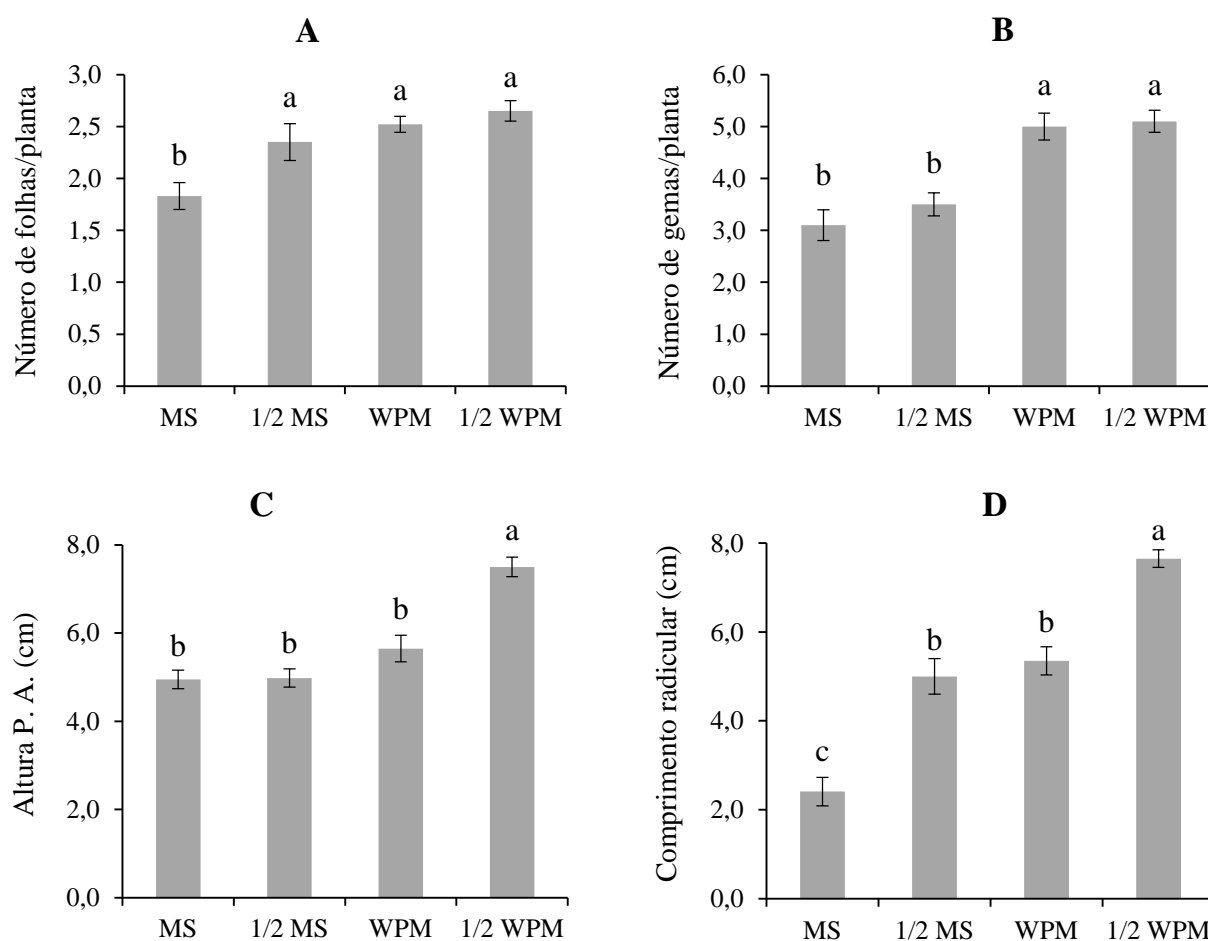 A
Número de folhas/planta
3,0
2,5
2,0
1,5
1,0
0,5
0,0
b
a
a
a
MS
1/2 MS
WPM
1/2 WPM
B
Número de gemas/planta
6,0
5,0
4,0
3,0
2,0
1,0
0,0
b
b
a
a
MS
1/2 MS
WPM
1/2 WPM
C
Altura P. A. (cm)
8,0
6,0
4,0
2,0
0,0
b
b
b
a
MS
1/2 MS
WPM
1/2 WPM
D
Comprimento radicular (cm)
8,0
6,0
4,0
2,0
0,0
c
b
b
a
MS
1/2 MS
WPM
1/2 WPM